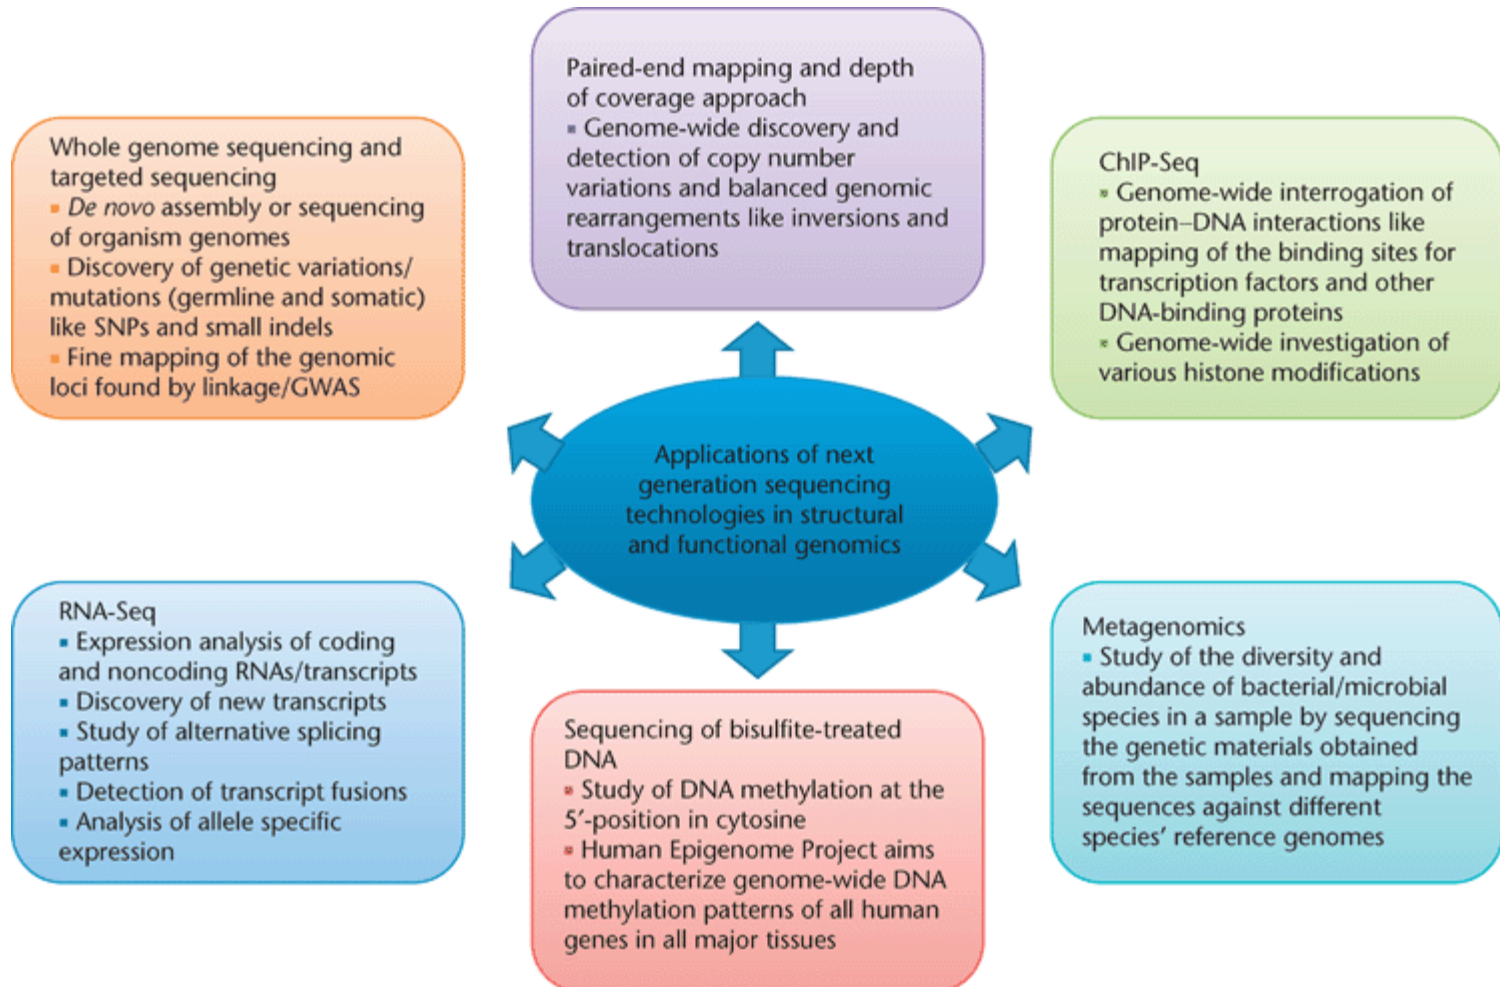 Paired-end mapping and depth
of coverage approach
▪ Genome-wide discovery and
detection of copy number
variations and balanced genomic
rearrangements like inversions and
translocations
Whole genome sequencing and
targeted sequencing
▪ De novo assembly or sequencing
of organism genomes
▪ Discovery of genetic variations/
mutations (germline and somatic)
like SNPs and small indels
▪ Fine mapping of the genomic
loci found by linkage/GWAS
ChIP-Seq
▪ Genome-wide interrogation of
protein–DNA interactions like
mapping of the binding sites for
transcription factors and other
DNA-binding proteins
▪ Genome-wide investigation of
various histone modifications
Applications of next
generation sequencing
technologies in structural
and functional genomics
RNA-Seq
▪ Expression analysis of coding
and noncoding RNAs/transcripts
▪ Discovery of new transcripts
▪ Study of alternative splicing
patterns
▪ Detection of transcript fusions
▪ Analysis of allele specific
expression
Sequencing of bisulfite-treated
DNA
▪ Study of DNA methylation at the
5′-position in cytosine
▪ Human Epigenome Project aims
to characterize genome-wide DNA
methylation patterns of all human
genes in all major tissues
Metagenomics
▪ Study of the diversity and
abundance of bacterial/microbial
species in a sample by sequencing
the genetic materials obtained
from the samples and mapping the
sequences against different
species’ reference genomes